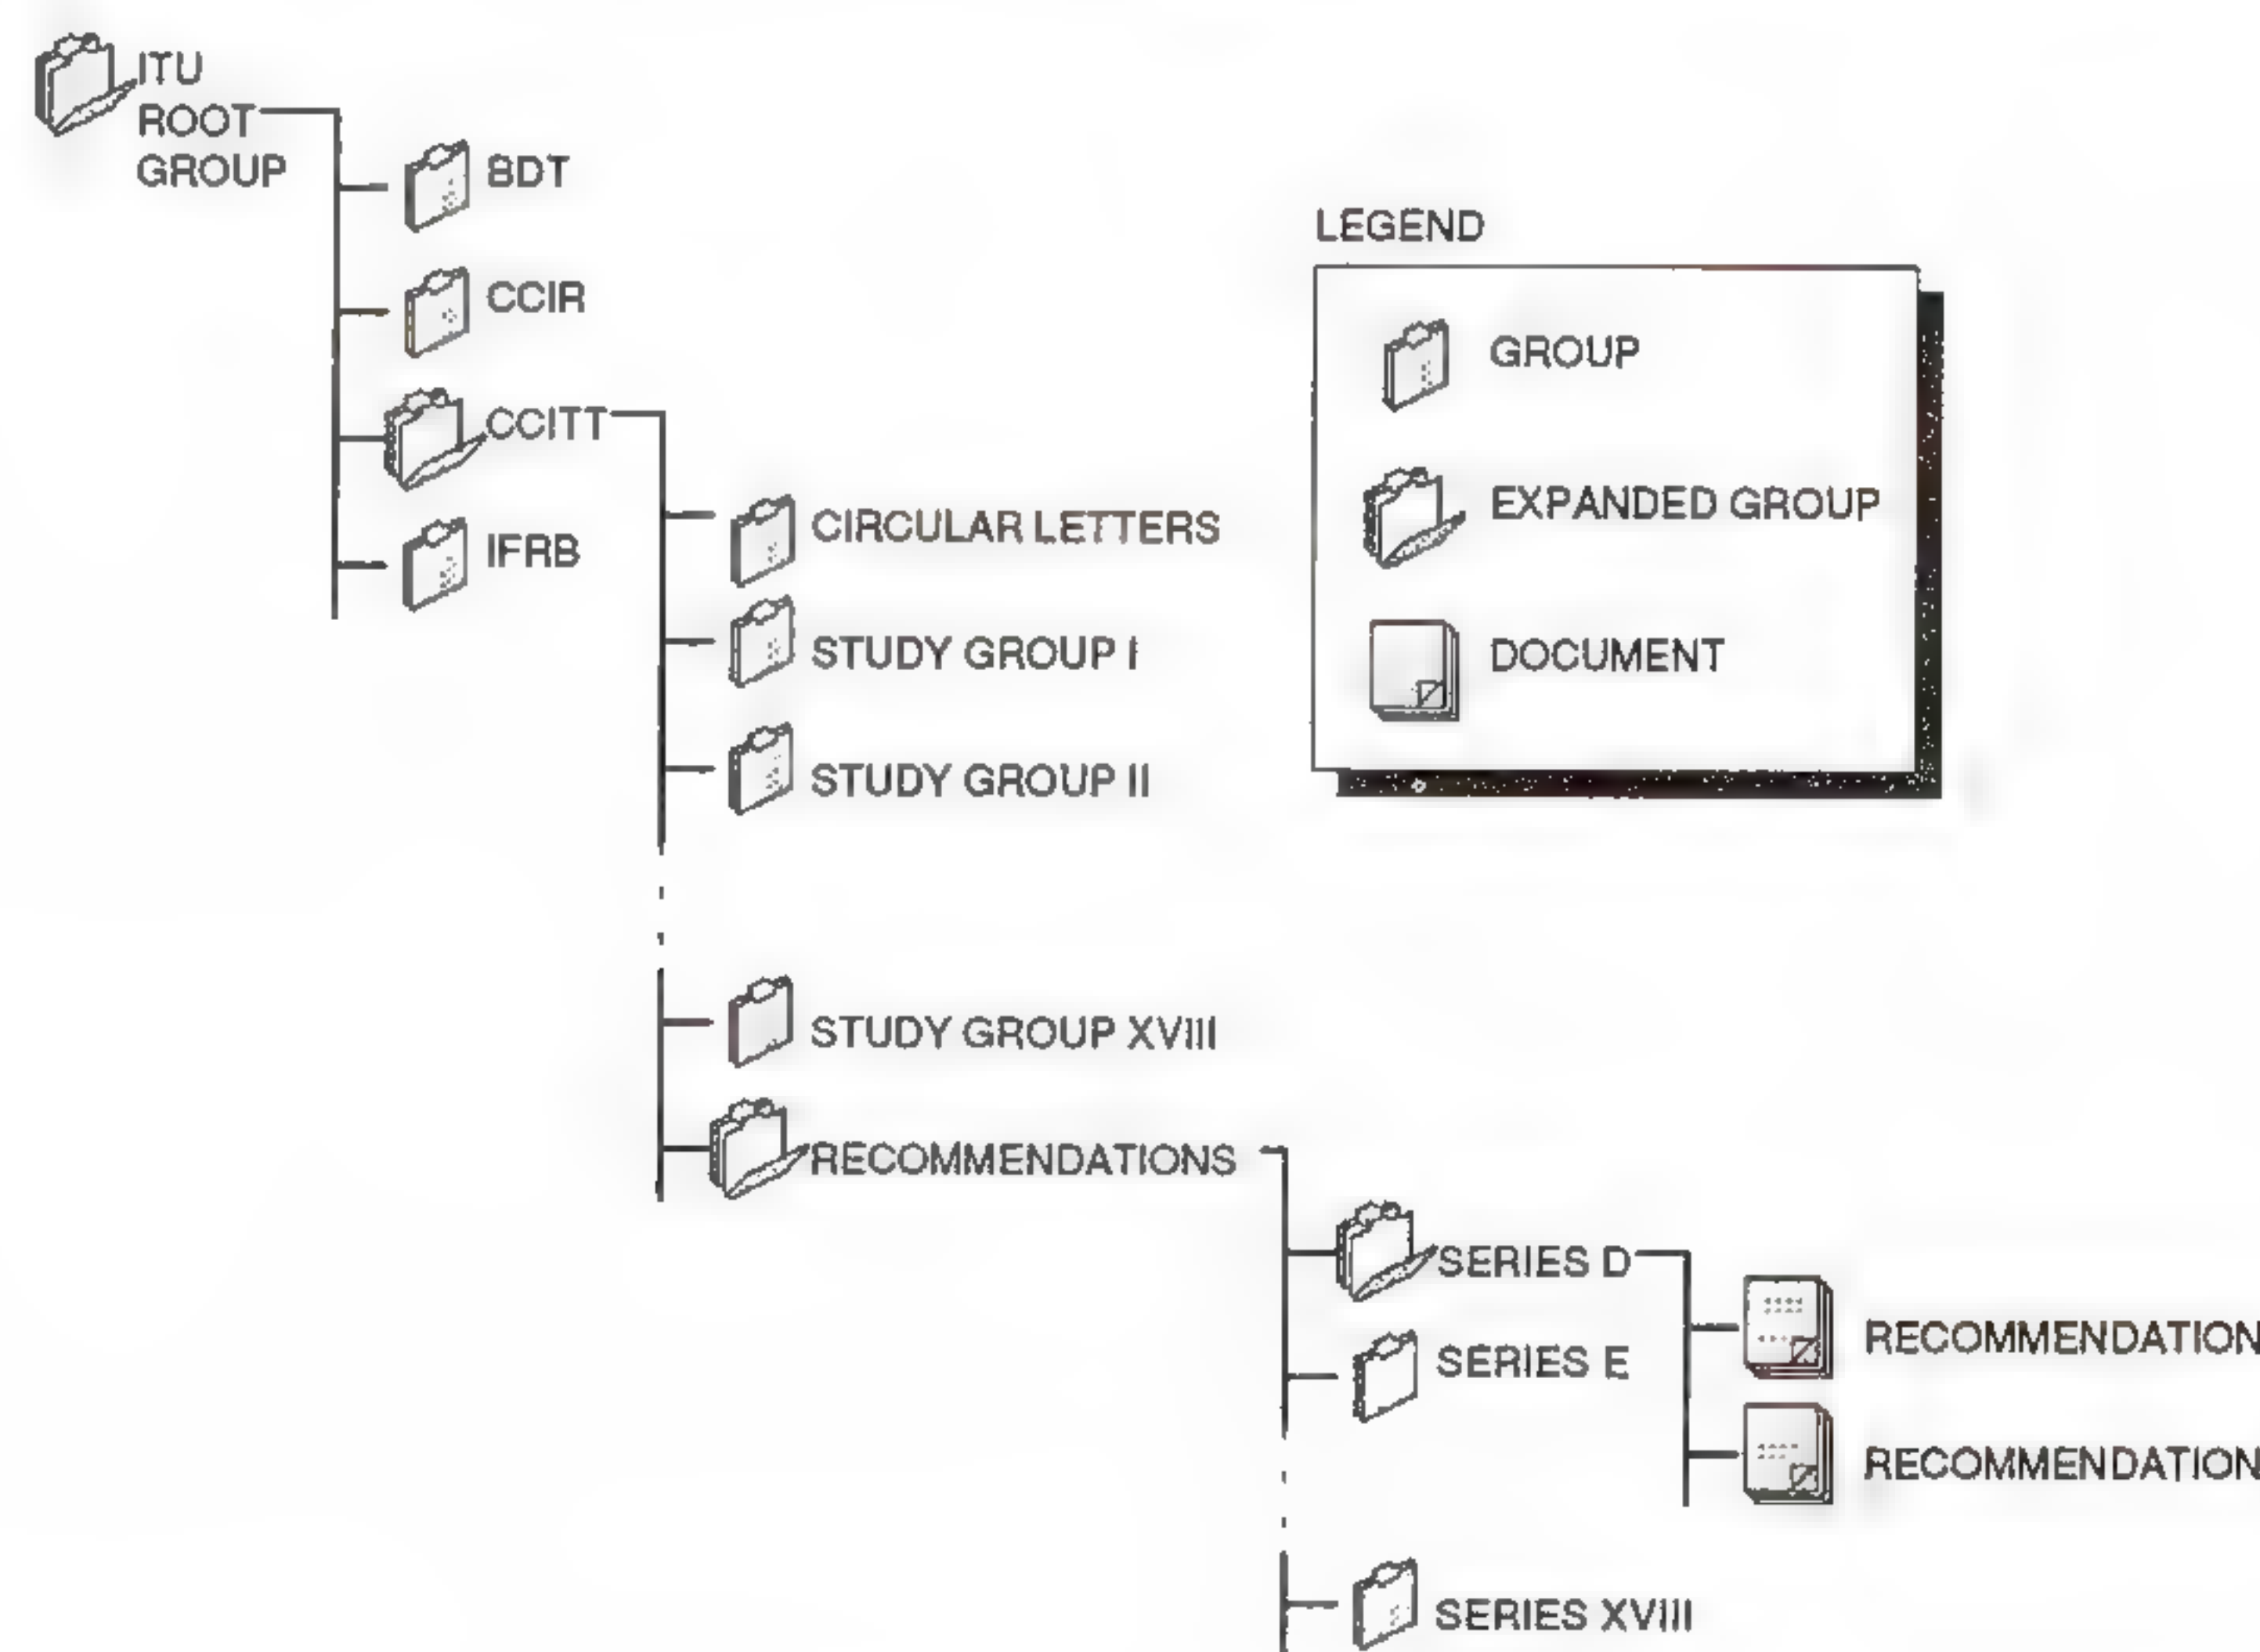 ITU
ROOT
GROUP
BDT
CCIR
CCITT
IFRB
LEGEND
GROUP
EXPANDED GROUP
DOCUMENT
CIRCULAR LETTERS
STUDY GROUP I
STUDY GROUP II
STUDY GROUP XVIII
RECOMMENDATIONS
SERIES D
SERIES E
SERIES XVIII
RECOMMENDATION
RECOMMENDATION